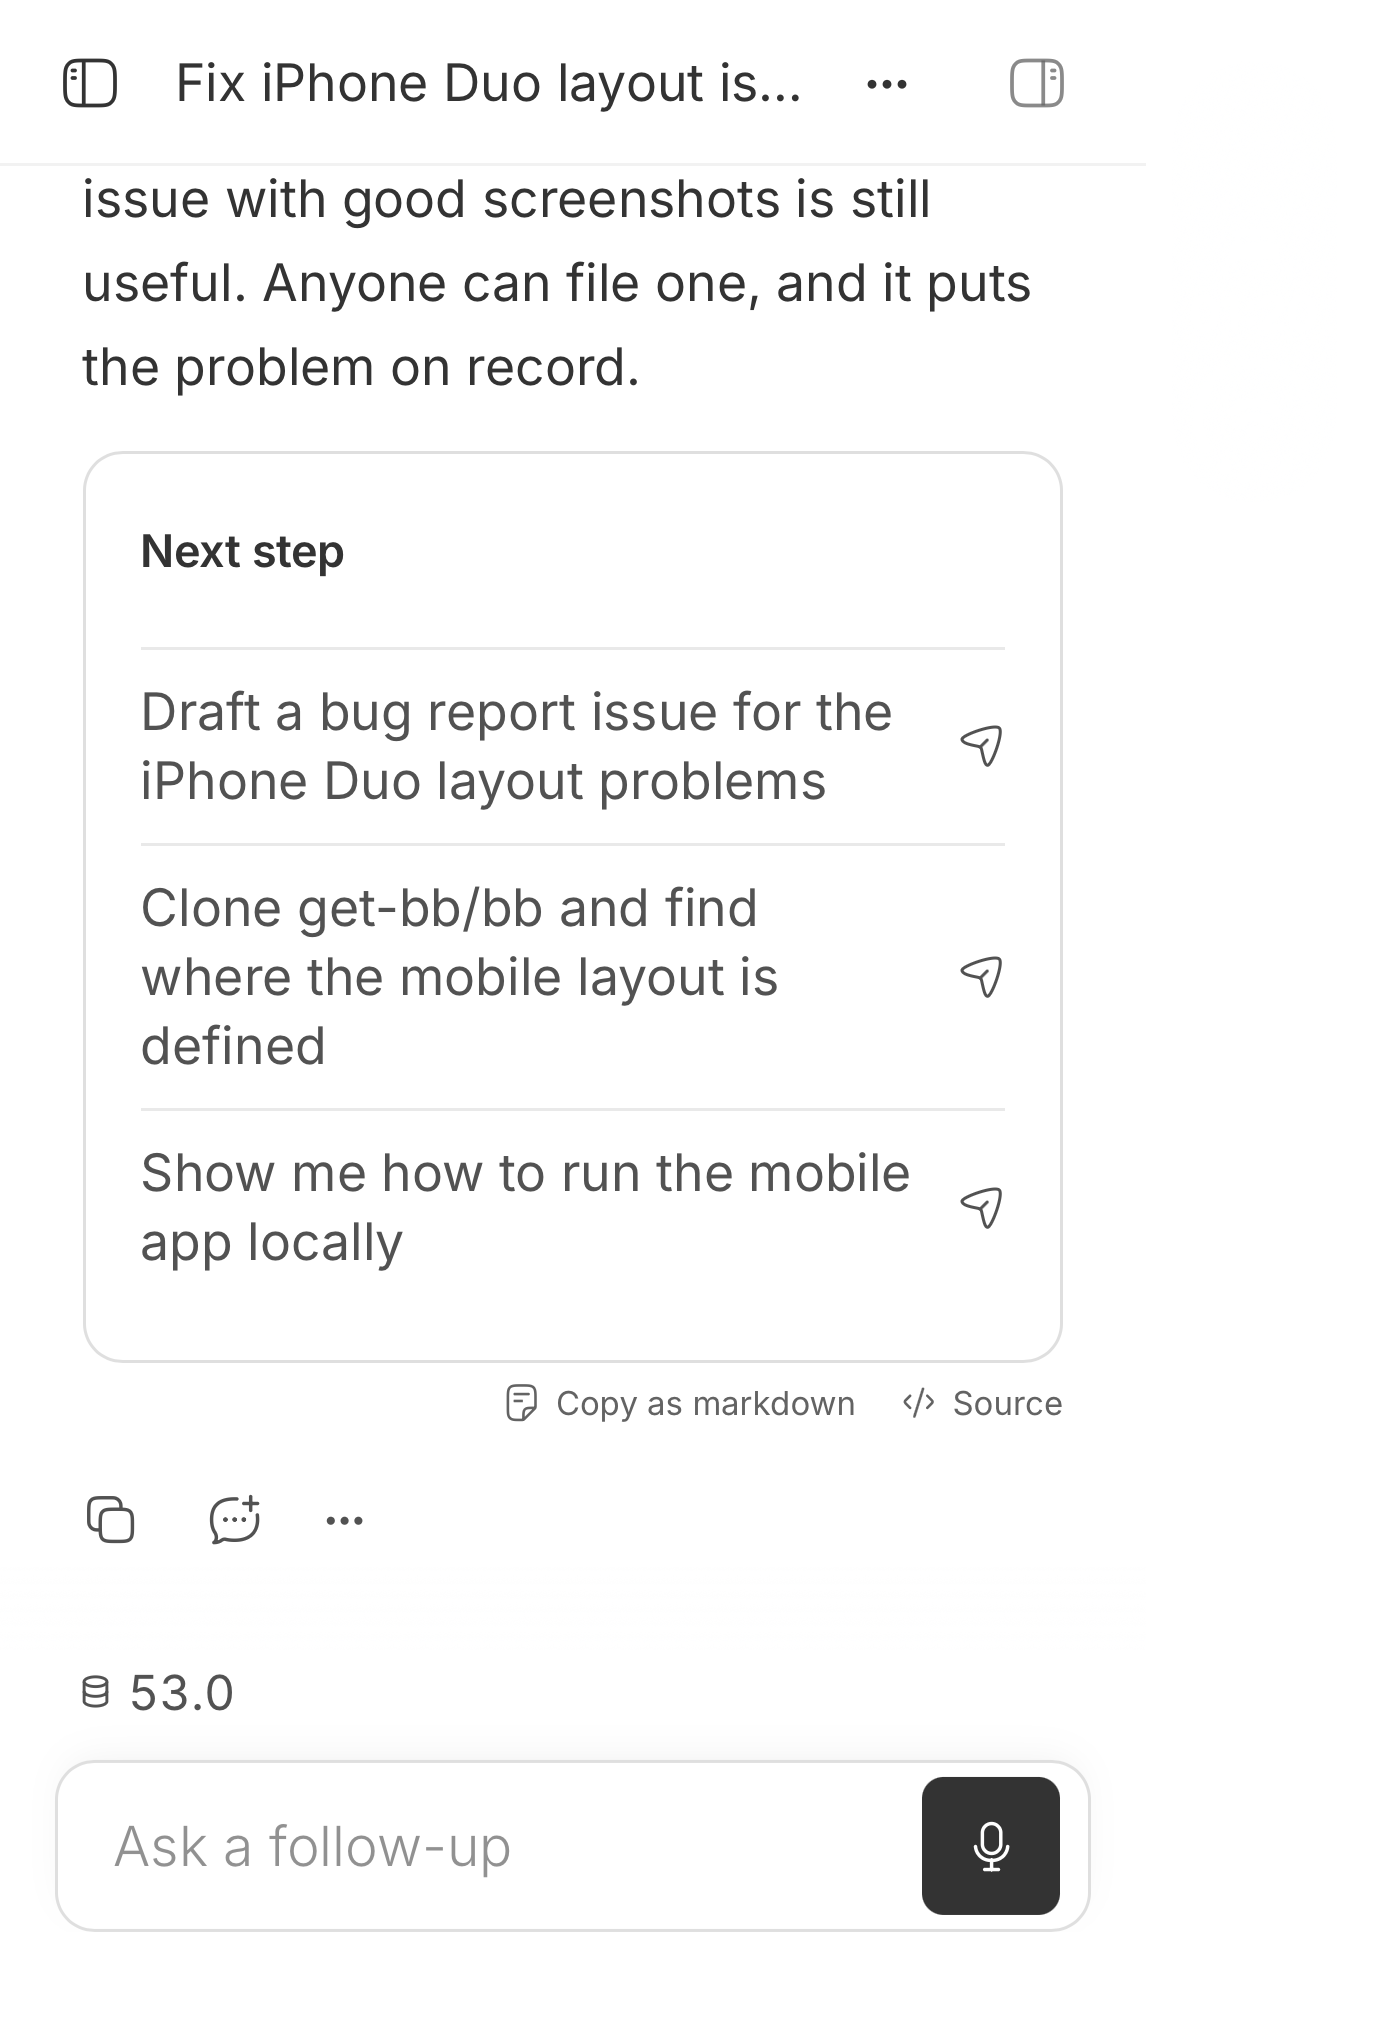 Fix iPhone Duo layout is...
issue with good screenshots is still
useful. Anyone can file one, and it puts
the problem on record.
Next step
Draft a bug report issue for the
iPhone Duo layout problems
Clone get-bb/bb and find
where the mobile layout is
defined
Show me how to run the mobile
app locally
Copy as markdown
Source
53.0
Ask a follow-up